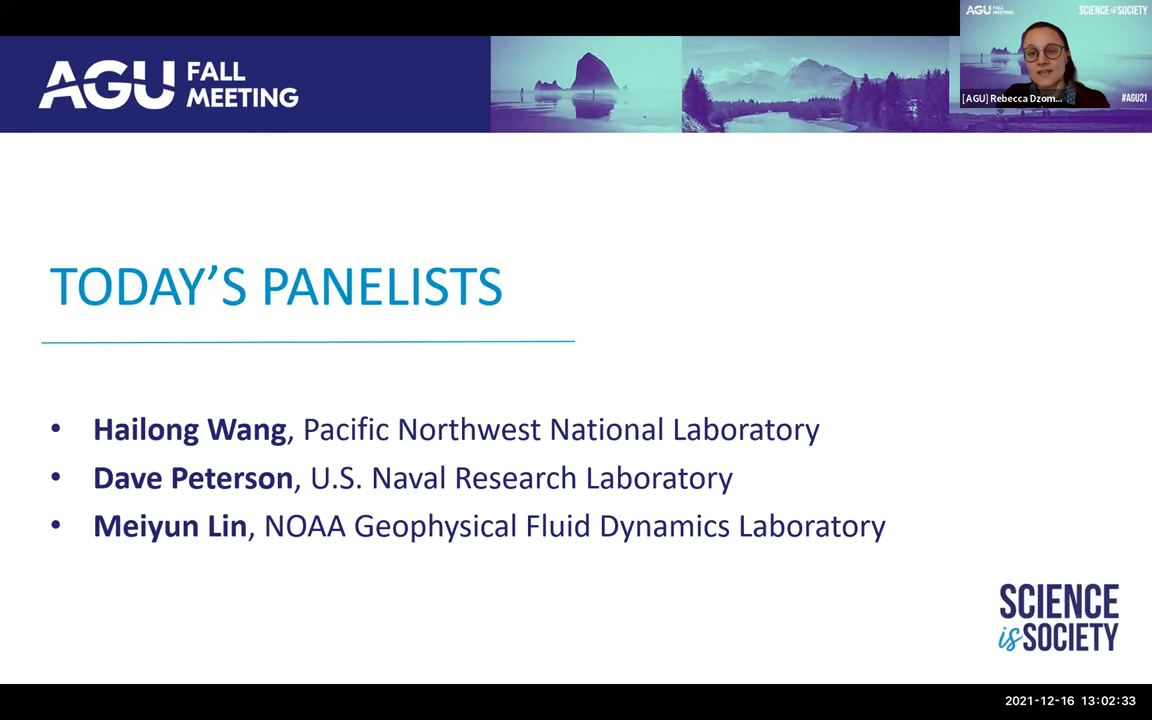 AGU FALL MEETING
AGU FALL MEETING
SCIENCE is SOCIETY
[AGU] Rebecca Dzom...
#AGU21
TODAY’S PANELISTS
• Hailong Wang, Pacific Northwest National Laboratory
• Dave Peterson, U.S. Naval Research Laboratory
• Meiyun Lin, NOAA Geophysical Fluid Dynamics Laboratory
SCIENCE
is SOCIETY
2021-12-16 13:02:33